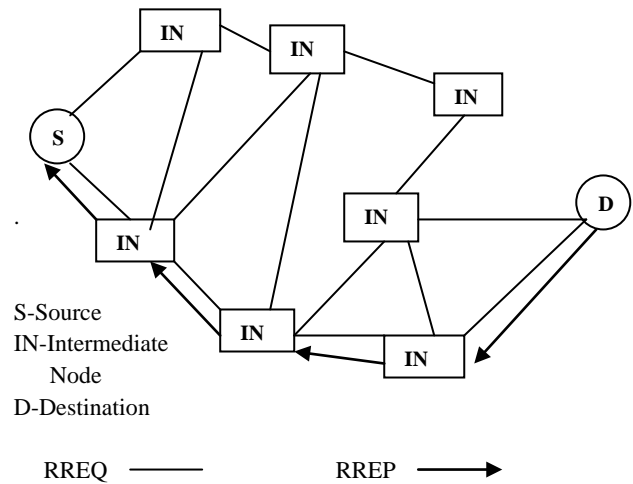 IN
IN
IN
S
IN
D
IN
IN
IN
S-Source
IN-Intermediate
Node
D-Destination
RREQ RREP